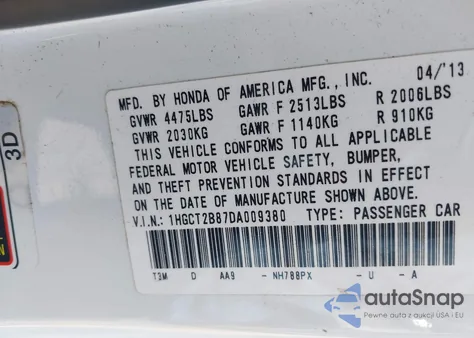 MFD. BY HONDA OF AMERICA MFG., INC. 04/'13
GVWR 4475LBS GAWR F 2513LBS R 2006LBS
GVWR 2030KG GAWR F 1140KG R 910KG
THIS VEHICLE CONFORMS TO ALL APPLICABLE
FEDERAL MOTOR VEHICLE SAFETY, BUMPER,
AND THEFT PREVENTION STANDARDS IN EFFECT
ON THE DATE OF MANUFACTURE SHOWN ABOVE.
V.I.N.: 1HGCT2B87DA009380 TYPE: PASSENGER CAR
T3M D AA9 - NH788PX - U - A
3D
autoSnap
Pewne auta z USA i EU